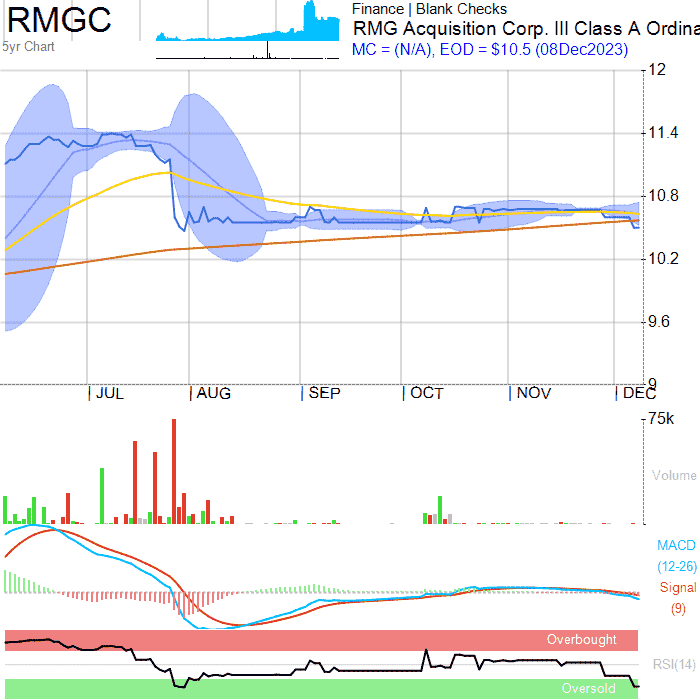 RMGC
5yr Chart
Finance | Blank Checks
RMG Acquisition Corp. III Class A Ordina
MC = (N/A), EOD = $10.5 (08Dec2023)
12
11.4
10.8
10.2
9.6
9
JUL AUG SEP OCT NOV DEC
75k
Volume
MACD
(12-26)
Signal
(9)
Overbought
RSI(14)
Oversold